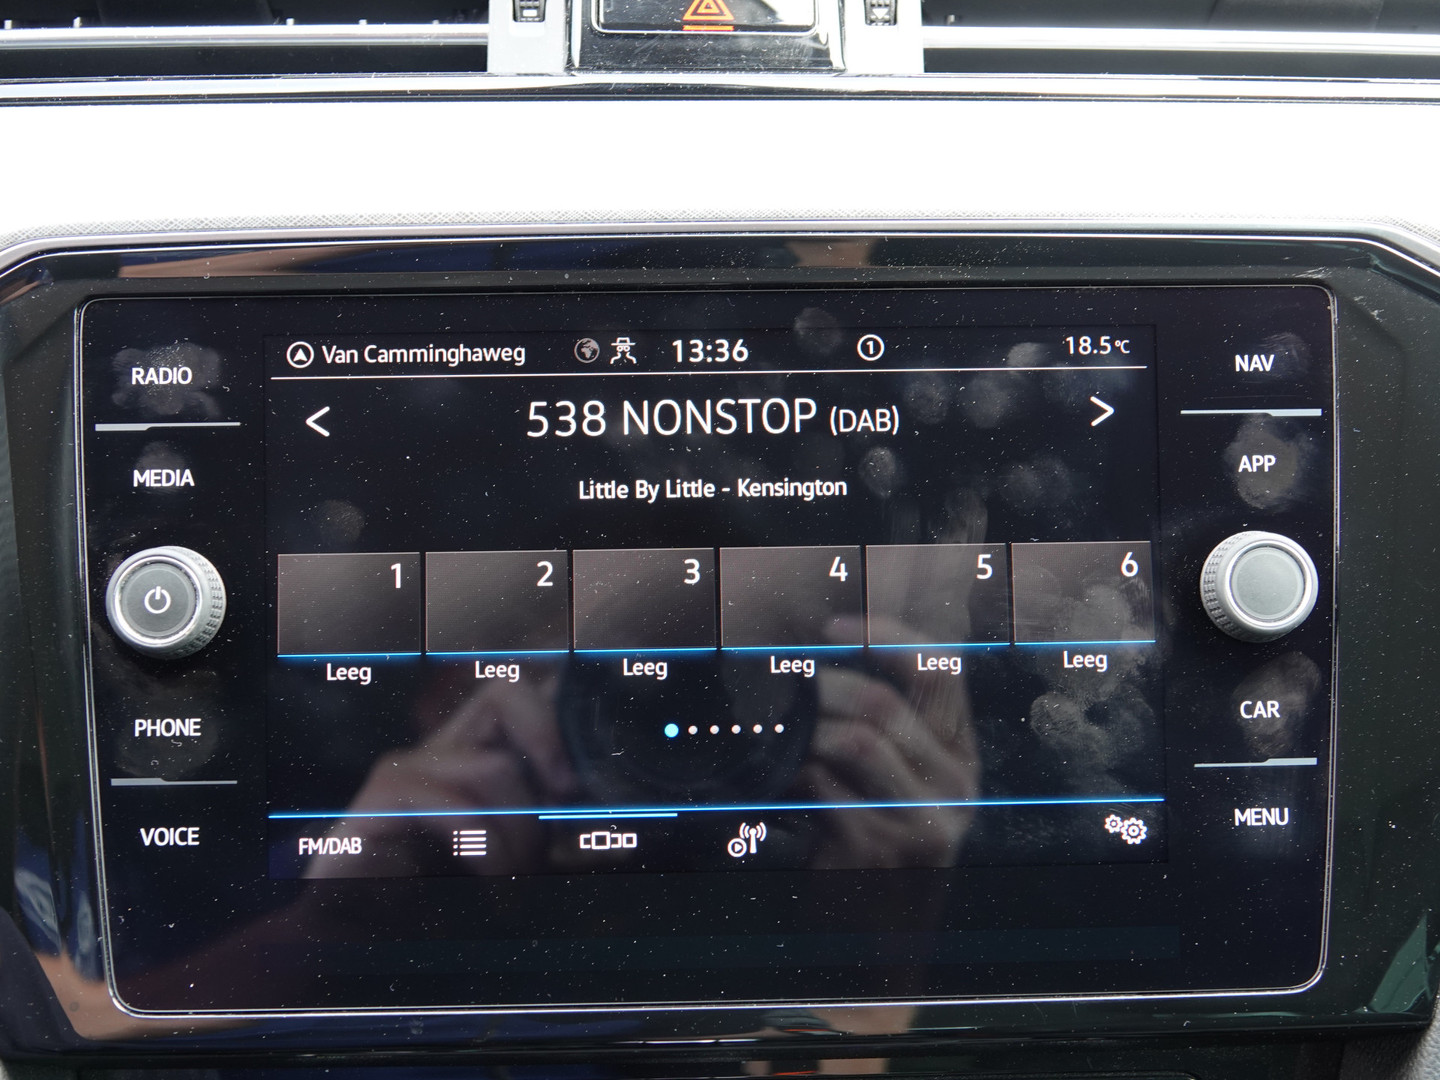 Van Camminghaweg 13:36 1 18.5°C
RADIO
NAV
538 NONSTOP (DAB)
MEDIA
APP
Little By Little - Kensington
1 2 3 4 5 6
Leeg Leeg Leeg Leeg Leeg Leeg
PHONE
CAR
VOICE
FM/DAB
MENU